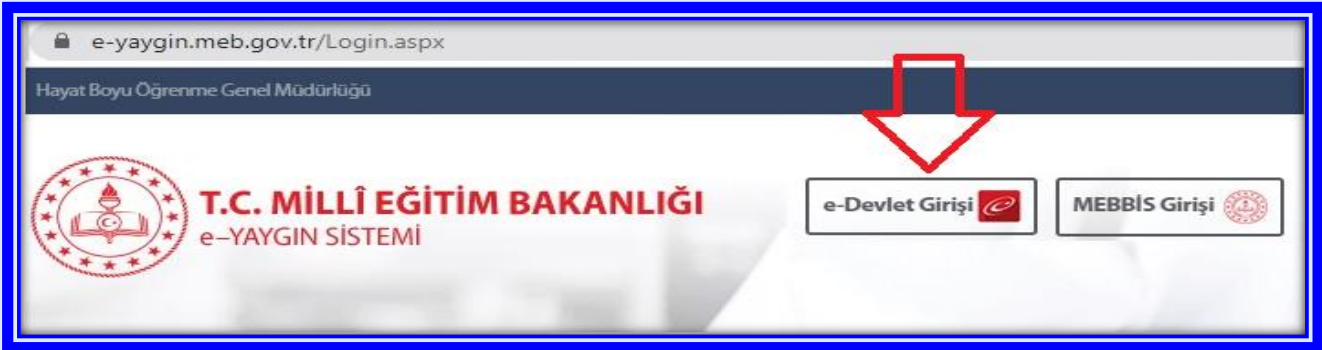 e-yaygin.meb.gov.tr/Login.aspx
Hayat Boyu Öğrenme Genel Müdürlüğü
T.C. MİLLÎ EĞİTİM BAKANLIĞI
e–YAYGIN SİSTEMİ
e-Devlet Girişi
MEBBİS Girişi